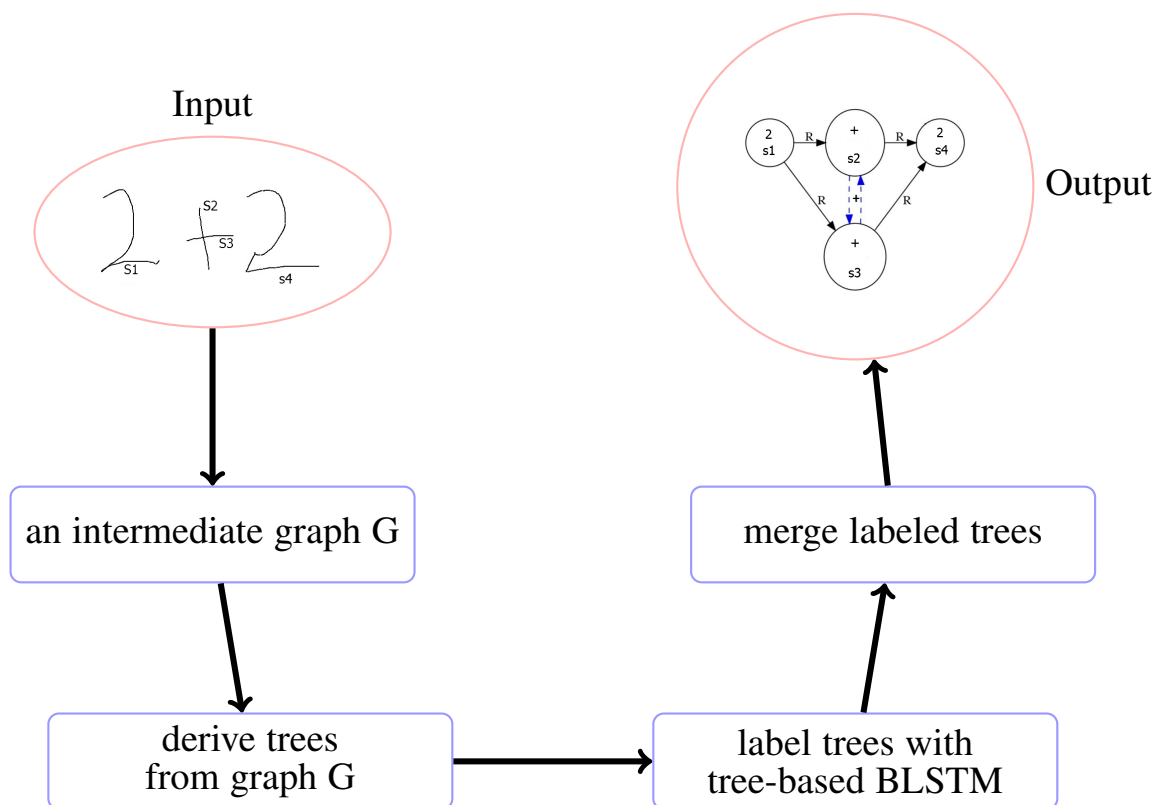 Input
2 + 2
S1
S2
S3
s4
an intermediate graph G
derive trees
from graph G
label trees with
tree-based BLSTM
merge labeled trees
Output
2
s1
R
+
s2
R
2
s4
R
+
R
+
s3